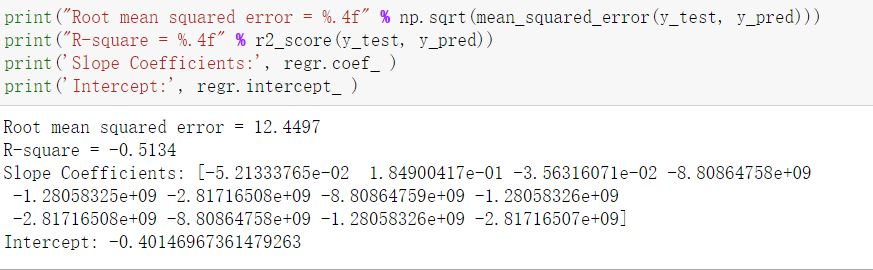 print("Root mean squared error = %.4f" % np.sqrt(mean_squared_error(y_test, y_pred)))
print("R-square = %.4f" % r2_score(y_test, y_pred))
print('Slope Coefficients:', regr.coef_ )
print('Intercept:', regr.intercept_ )
Root mean squared error = 12.4497
R-square = -0.5134
Slope Coefficients: [-5.21333765e-02  1.84900417e-01 -3.56316071e-02 -8.80864758e+09
 -1.28058325e+09 -2.81716508e+09 -8.80864759e+09 -1.28058326e+09
 -2.81716508e+09 -8.80864758e+09 -1.28058326e+09 -2.81716507e+09]
Intercept: -0.40146967361479263